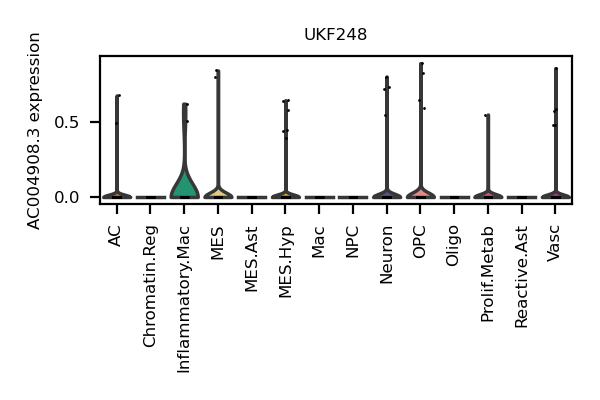 UKF248
AC004908.3 expression
0.5
0.0
AC
Chromatin.Reg
Inflammatory.Mac
MES
MES.Ast
MES.Hyp
Mac
NPC
Neuron
OPC
Oligo
Prolif.Metab
Reactive.Ast
Vasc